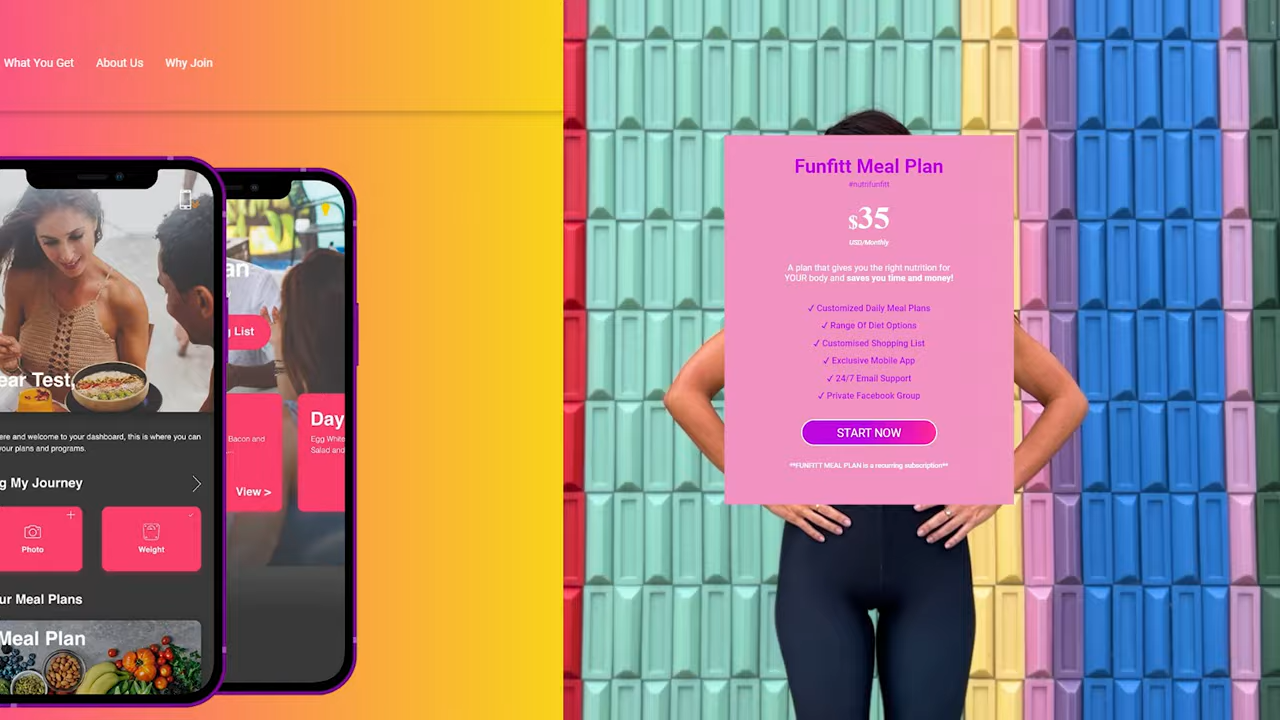 What You Get About Us Why Join
ear Test,
ere and welcome to your dashboard, this is where you can
your plans and programs.
g My Journey
Photo
Weight
ur Meal Plans
Meal Plan
an
g List
Bacon and
View >
Day
Egg White
Salad and
Funfitt Meal Plan
#nutrifunfitt
$35
USD/Monthly
A plan that gives you the right nutrition for
YOUR body and saves you time and money!
✓ Customized Daily Meal Plans
✓ Range Of Diet Options
✓ Customised Shopping List
✓ Exclusive Mobile App
✓ 24/7 Email Support
✓ Private Facebook Group
START NOW
**FUNFITT MEAL PLAN is a recurring subscription**